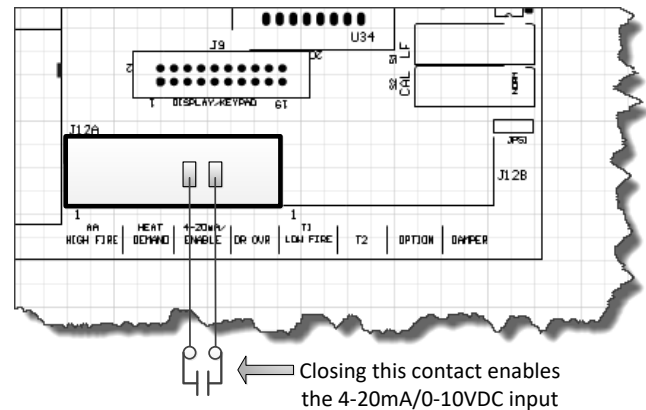 U34
J9
2
20
S1 LF
S2 CAL
1 DISPLAY/KEYPAD 19
J12A
JPS1
J12B
1 1
AA HEAT 4-20mA/ T1
HIGH FIRE DEMAND ENABLE DR OVR LOW FIRE T2 OPTION DAMPER
Closing this contact enables
the 4-20mA/0-10VDC input